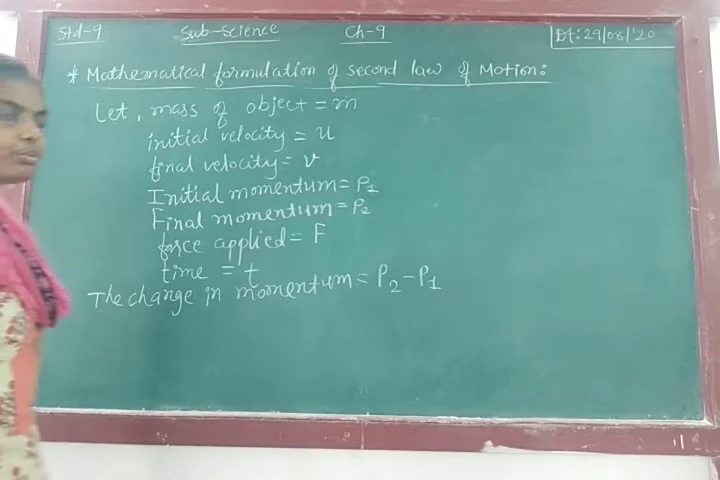 Std-9 Sub-Science Ch-9 Dt:29/08/'20
* Mathematical formulation of second law of Motion:
Let, mass of object = m
initial velocity = u
final velocity = v
Initial momentum = P1
Final momentum = P2
force applied = F
time = t
The change in momentum = P2-P1